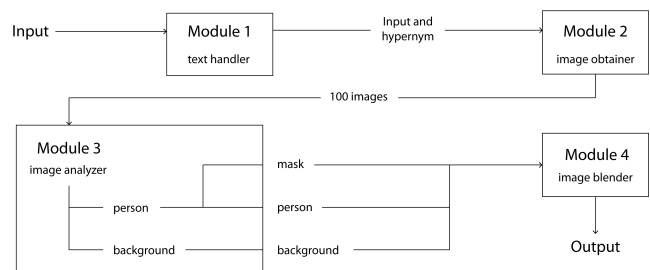 Input
Module 1
text handler
Input and
hypernym
Module 2
image obtainer
100 images
Module 3
image analyzer
mask
person
person
background
background
Module 4
image blender
Output